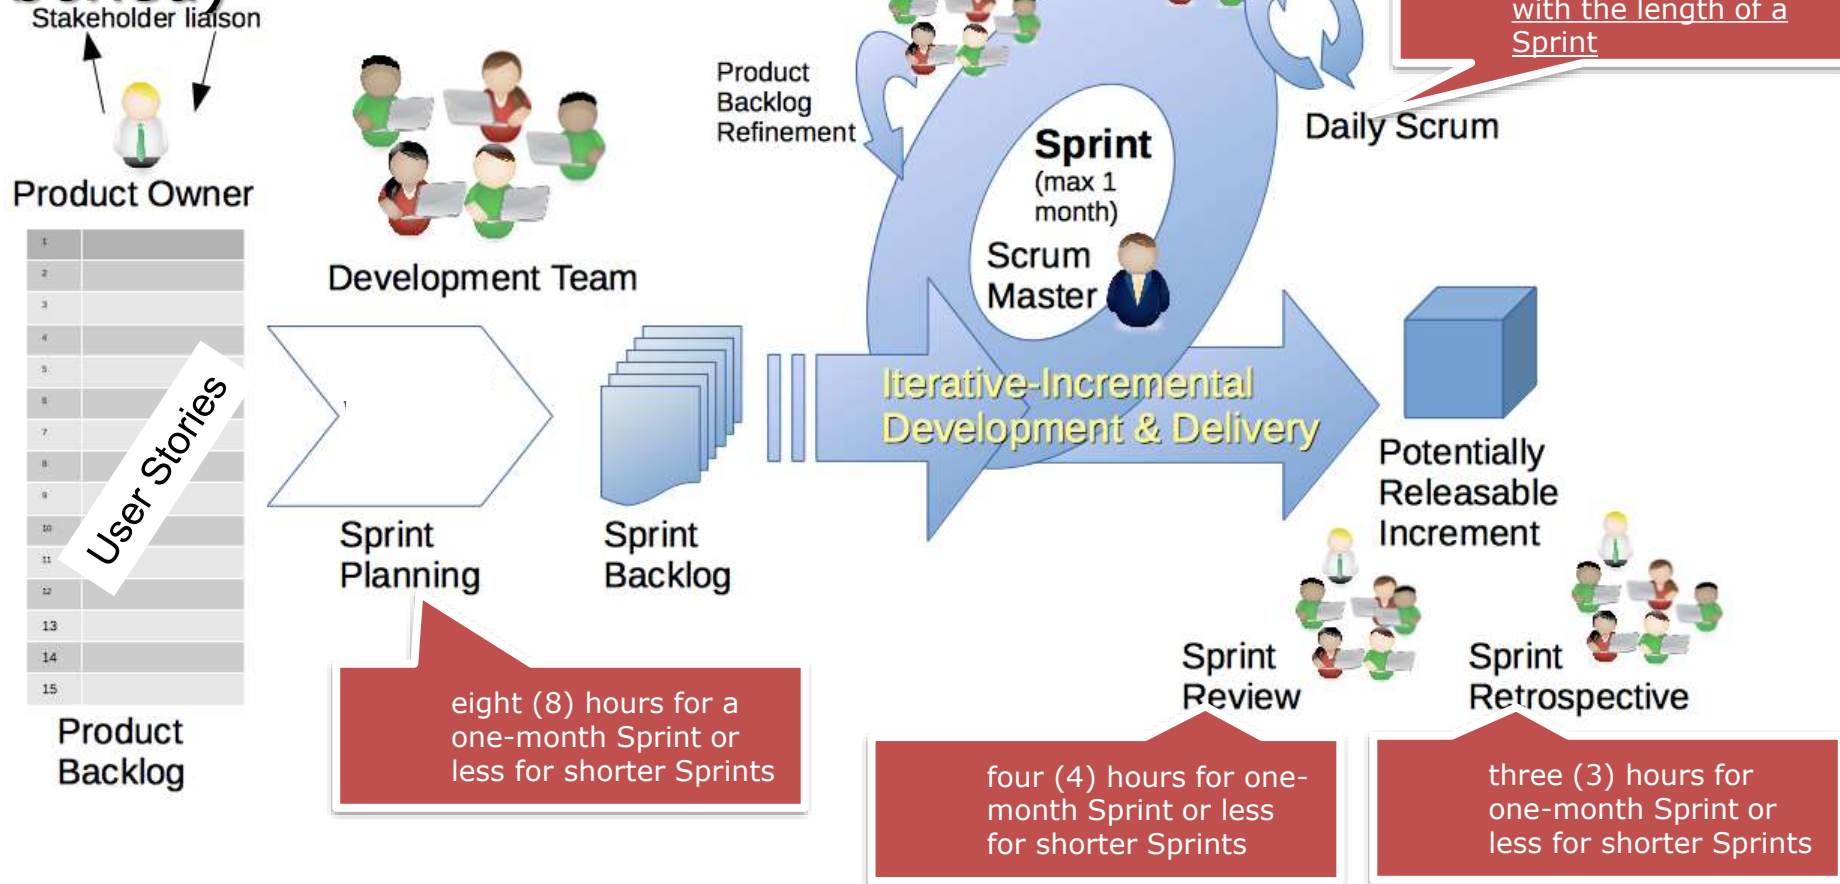 Stakeholder liaison
with the length of a
Sprint
Product
Backlog
Refinement
Daily Scrum
Sprint
(max 1
month)
Scrum
Master
Product Owner
Development Team
1
2
3
4
5
6
7
8
9
10
11
12
13
14
15
User Stories
Iterative-Incremental
Development & Delivery
Potentially
Releasable
Increment
Sprint
Planning
Sprint
Backlog
Sprint
Review
Sprint
Retrospective
Product
Backlog
eight (8) hours for a
one-month Sprint or
less for shorter Sprints
four (4) hours for one-
month Sprint or less
for shorter Sprints
three (3) hours for
one-month Sprint or
less for shorter Sprints